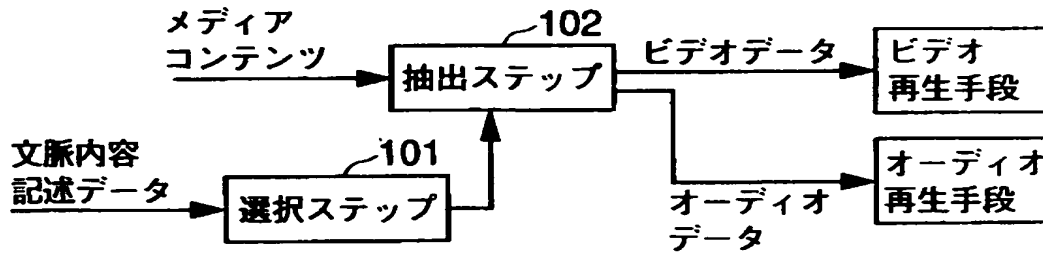 メディア
コンテンツ
102
抽出ステップ
ビデオデータ
ビデオ
再生手段
文脈内容
記述データ
101
選択ステップ
オーディオ
データ
オーディオ
再生手段